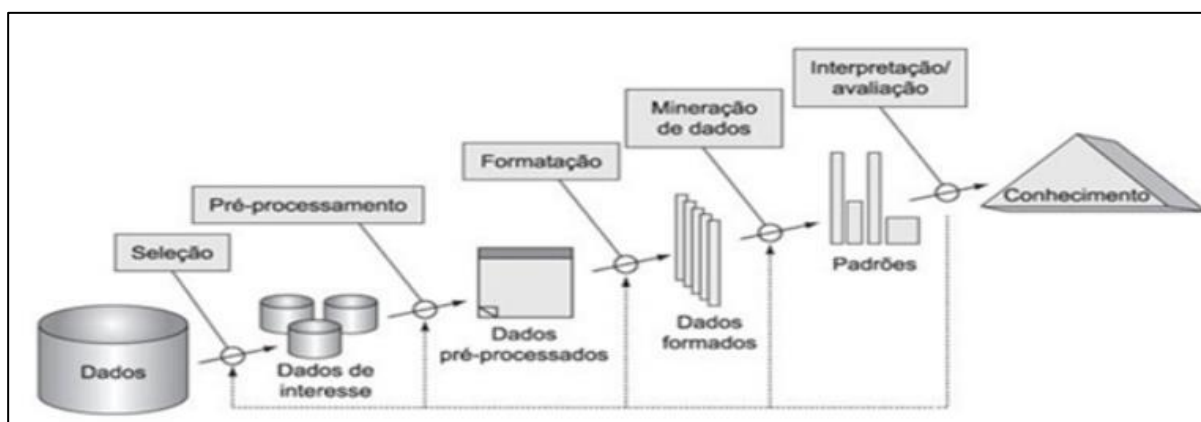 Interpretação/
avaliação
Mineração
de dados
Formatação
Pré-processamento
Seleção
Conhecimento
Padrões
Dados
formados
Dados
pré-processados
Dados de
interesse
Dados